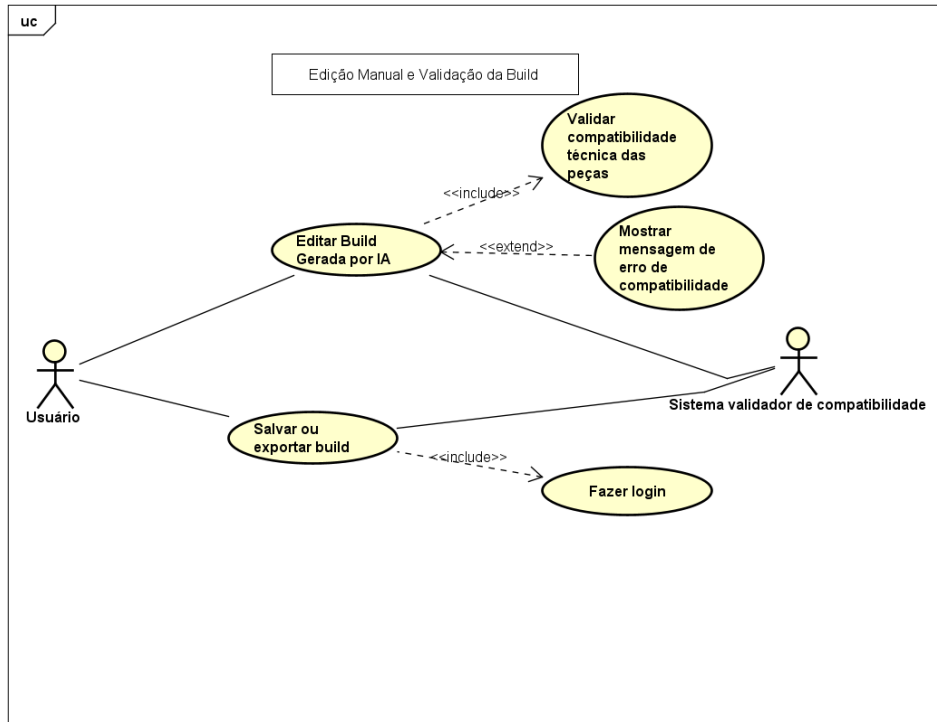 uc
Edição Manual e Validação da Build
Validar
compatibilidade
técnica das
peças
<<include>>
Editar Build
Gerada por IA
<<extend>>
Mostrar
mensagem de
erro de
compatibilidade
Usuário
Sistema validador de compatibilidade
Salvar ou
exportar build
<<include>>
Fazer login